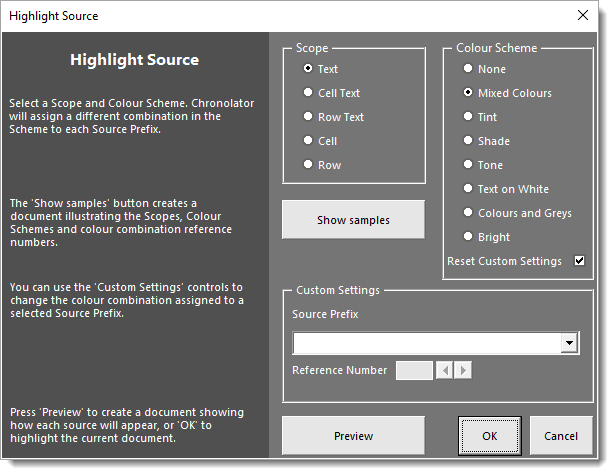 Highlight Source
Highlight Source
Select a Scope and Colour Scheme. Chronolator
will assign a different combination in the
Scheme to each Source Prefix.
The 'Show samples' button creates a
document illustrating the Scopes, Colour
Schemes and colour combination reference
numbers.
You can use the 'Custom Settings' controls to
change the colour combination assigned to a
selected Source Prefix.
Press 'Preview' to create a document showing
how each source will appear, or 'OK' to
highlight the current document.
Scope
Text
Cell Text
Row Text
Cell
Row
Show samples
Colour Scheme
None
Mixed Colours
Tint
Shade
Tone
Text on White
Colours and Greys
Bright
Reset Custom Settings
Custom Settings
Source Prefix
Reference Number
Preview
OK
Cancel